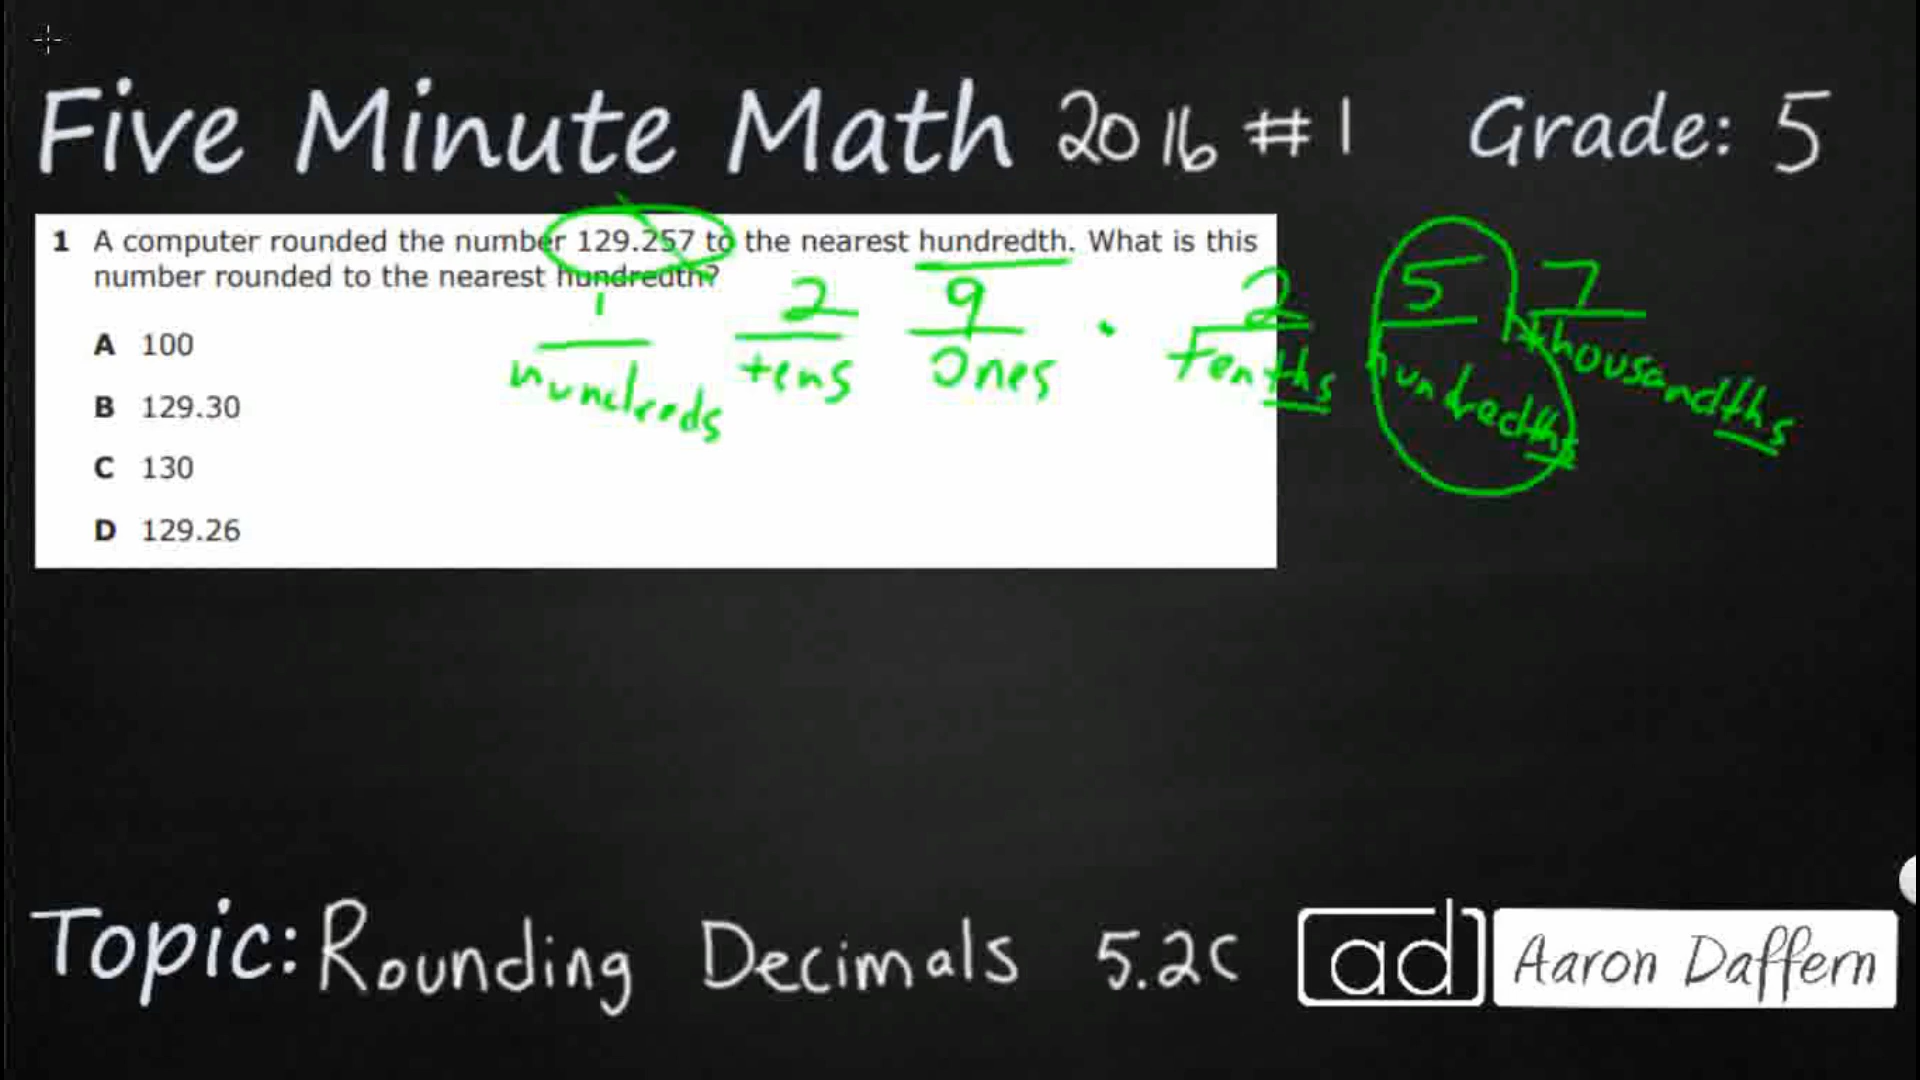 Five Minute Math 2016 #1 Grade: 5
1 A computer rounded the number 129.257 to the nearest hundredth. What is this
number rounded to the nearest hundredth?
1 2 9 . 2 5 7
hundreds tens ones tenths hundredths thousandths
A 100
B 129.30
C 130
D 129.26
Topic: Rounding Decimals 5.2C ad Aaron Daffern